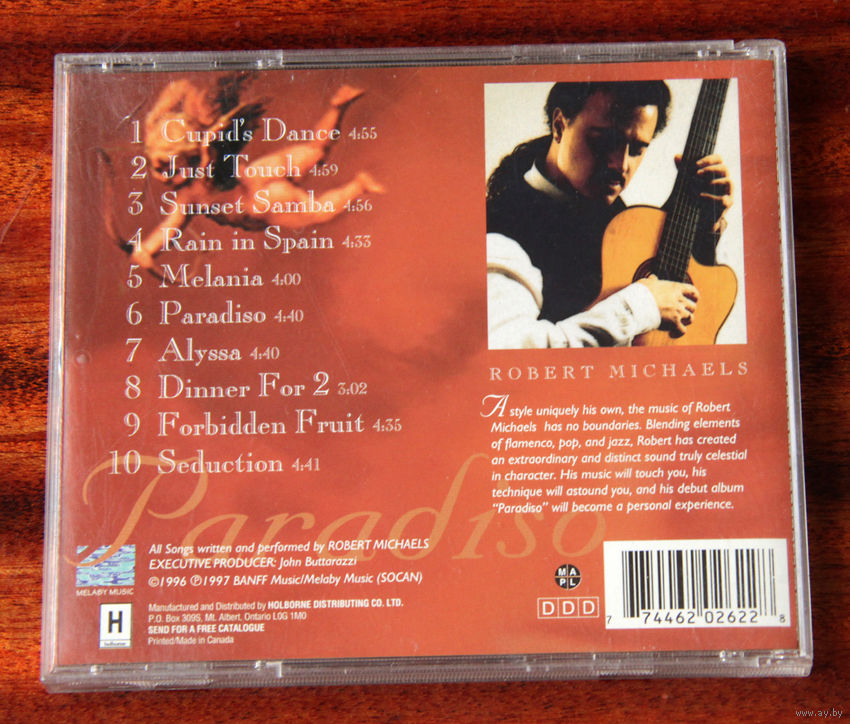 1 Cupid's Dance 4:55
2 Just Touch 4:59
3 Sunset Samba 4:56
4 Rain in Spain 4:33
5 Melania 4:00
6 Paradiso 4:40
7 Alyssa 4:40
8 Dinner For 2 3:02
9 Forbidden Fruit 4:35
10 Seduction 4:41
ROBERT MICHAELS
A style uniquely his own, the music of Robert
Michaels has no boundaries. Blending elements
of flamenco, pop, and jazz, Robert has created
an extraordinary and distinct sound truly celestial
in character. His music will touch you, his
technique will astound you, and his debut album
"Paradiso" will become a personal experience.
Paradiso
All Songs written and performed by ROBERT MICHAELS
EXECUTIVE PRODUCER: John Buttarazzi
©1996 ℗1997 BANFF Music/Melaby Music (SOCAN)
MELABY MUSIC
H
holborne
Manufactured and Distributed by HOLBORNE DISTRIBUTING CO. LTD.
P.O. Box 309S, Mt. Albert, Ontario L0G 1M0
SEND FOR A FREE CATALOGUE
Printed/Made in Canada
MAPL
DDD
7 74462 02622 8
www.ay.by